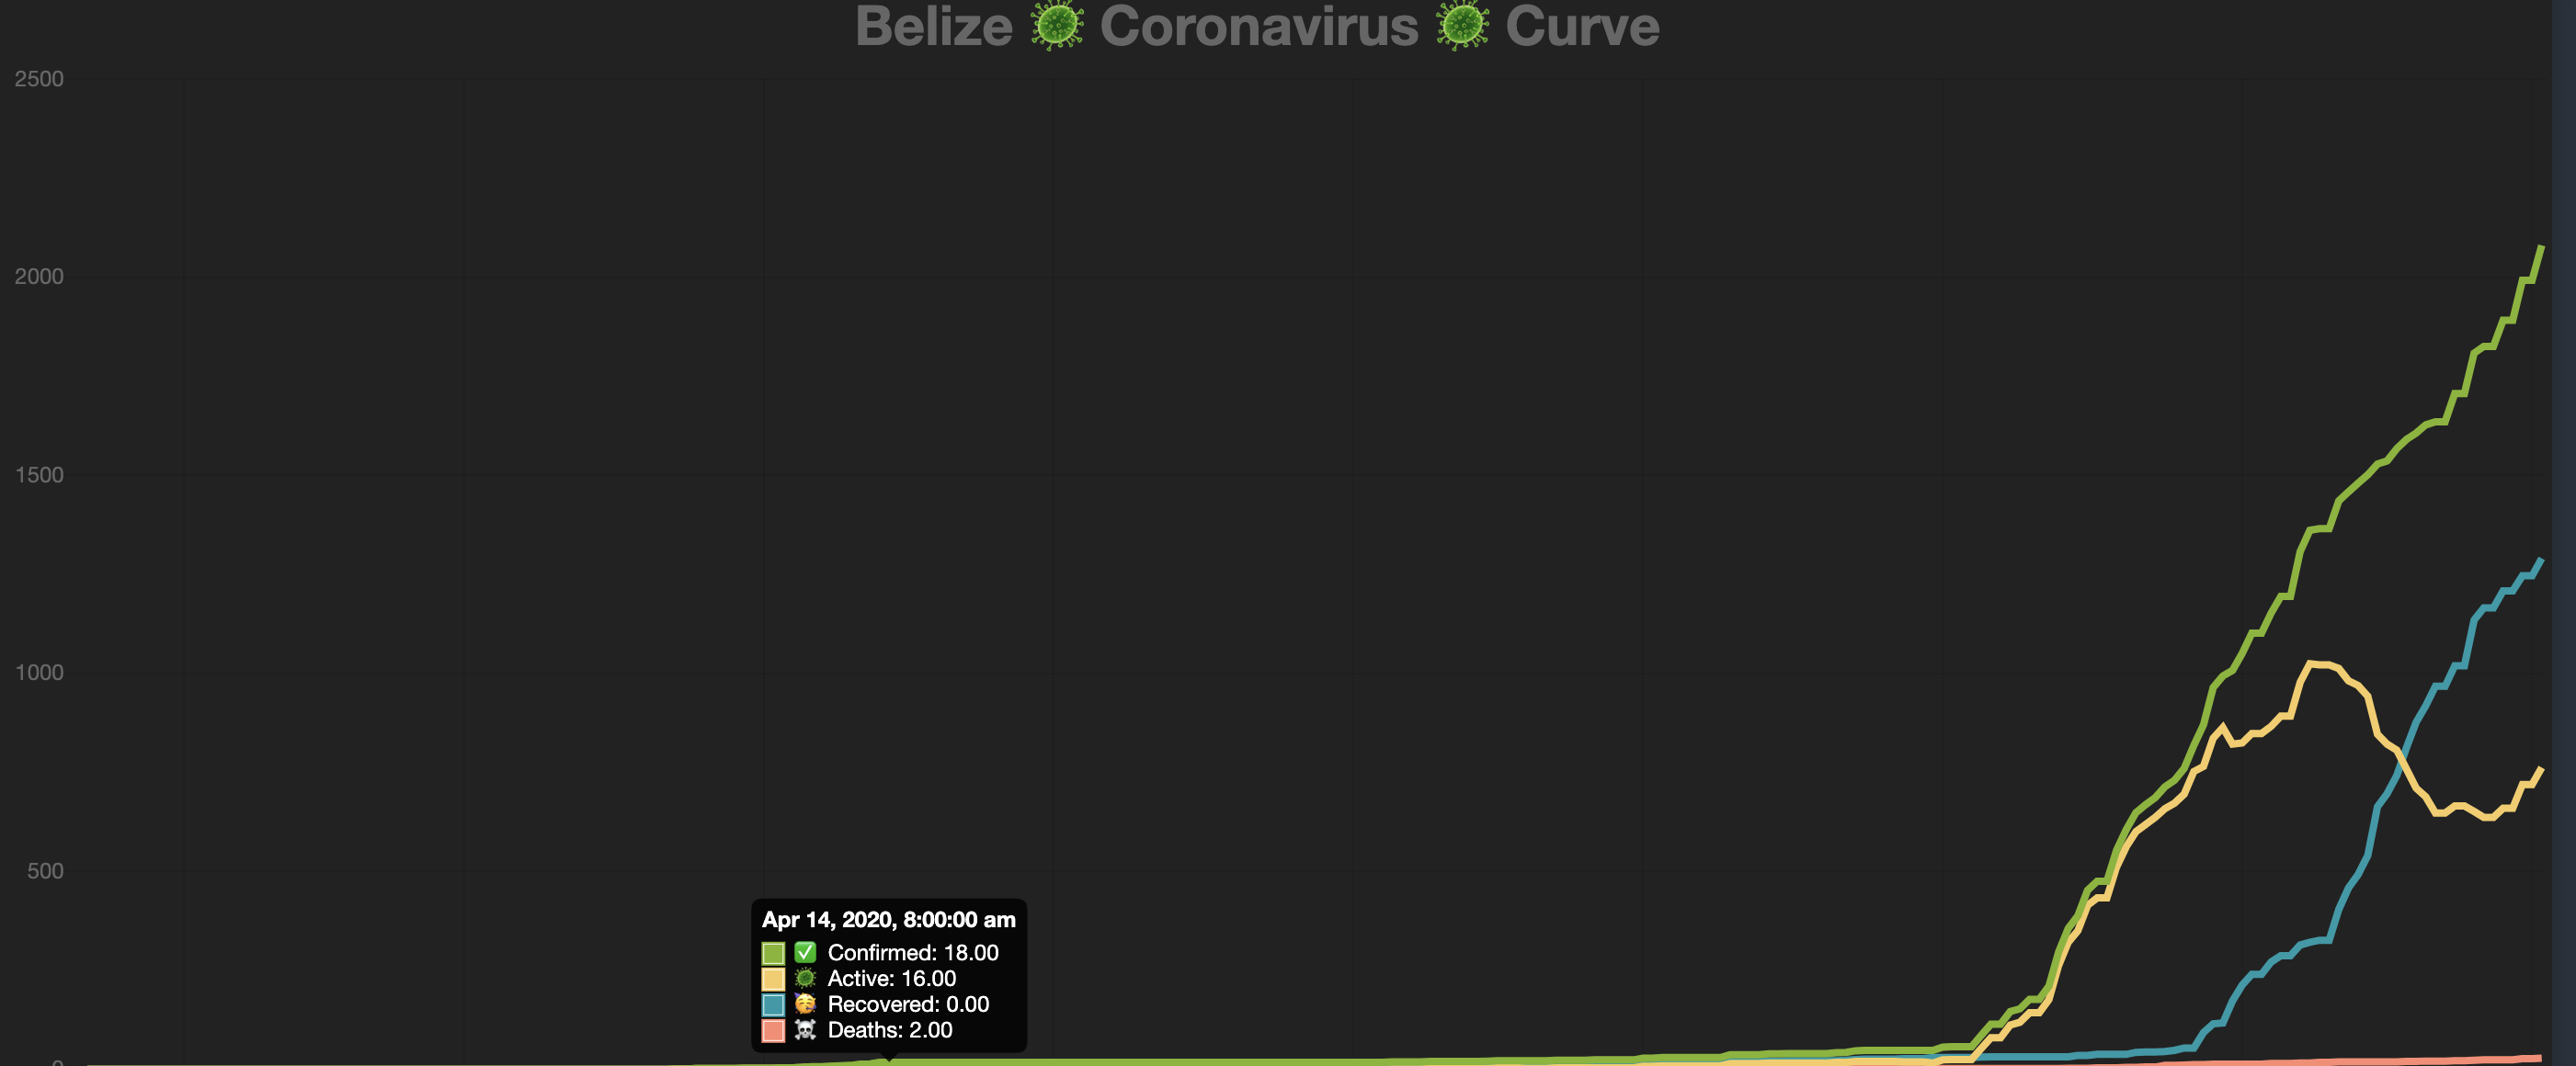 Belize 🦠 Coronavirus 🦠 Curve
2500
2000
1500
1000
500
0
Apr 14, 2020, 8:00:00 am
✅ Confirmed: 18.00
🦠 Active: 16.00
🥳 Recovered: 0.00
☠️ Deaths: 2.00